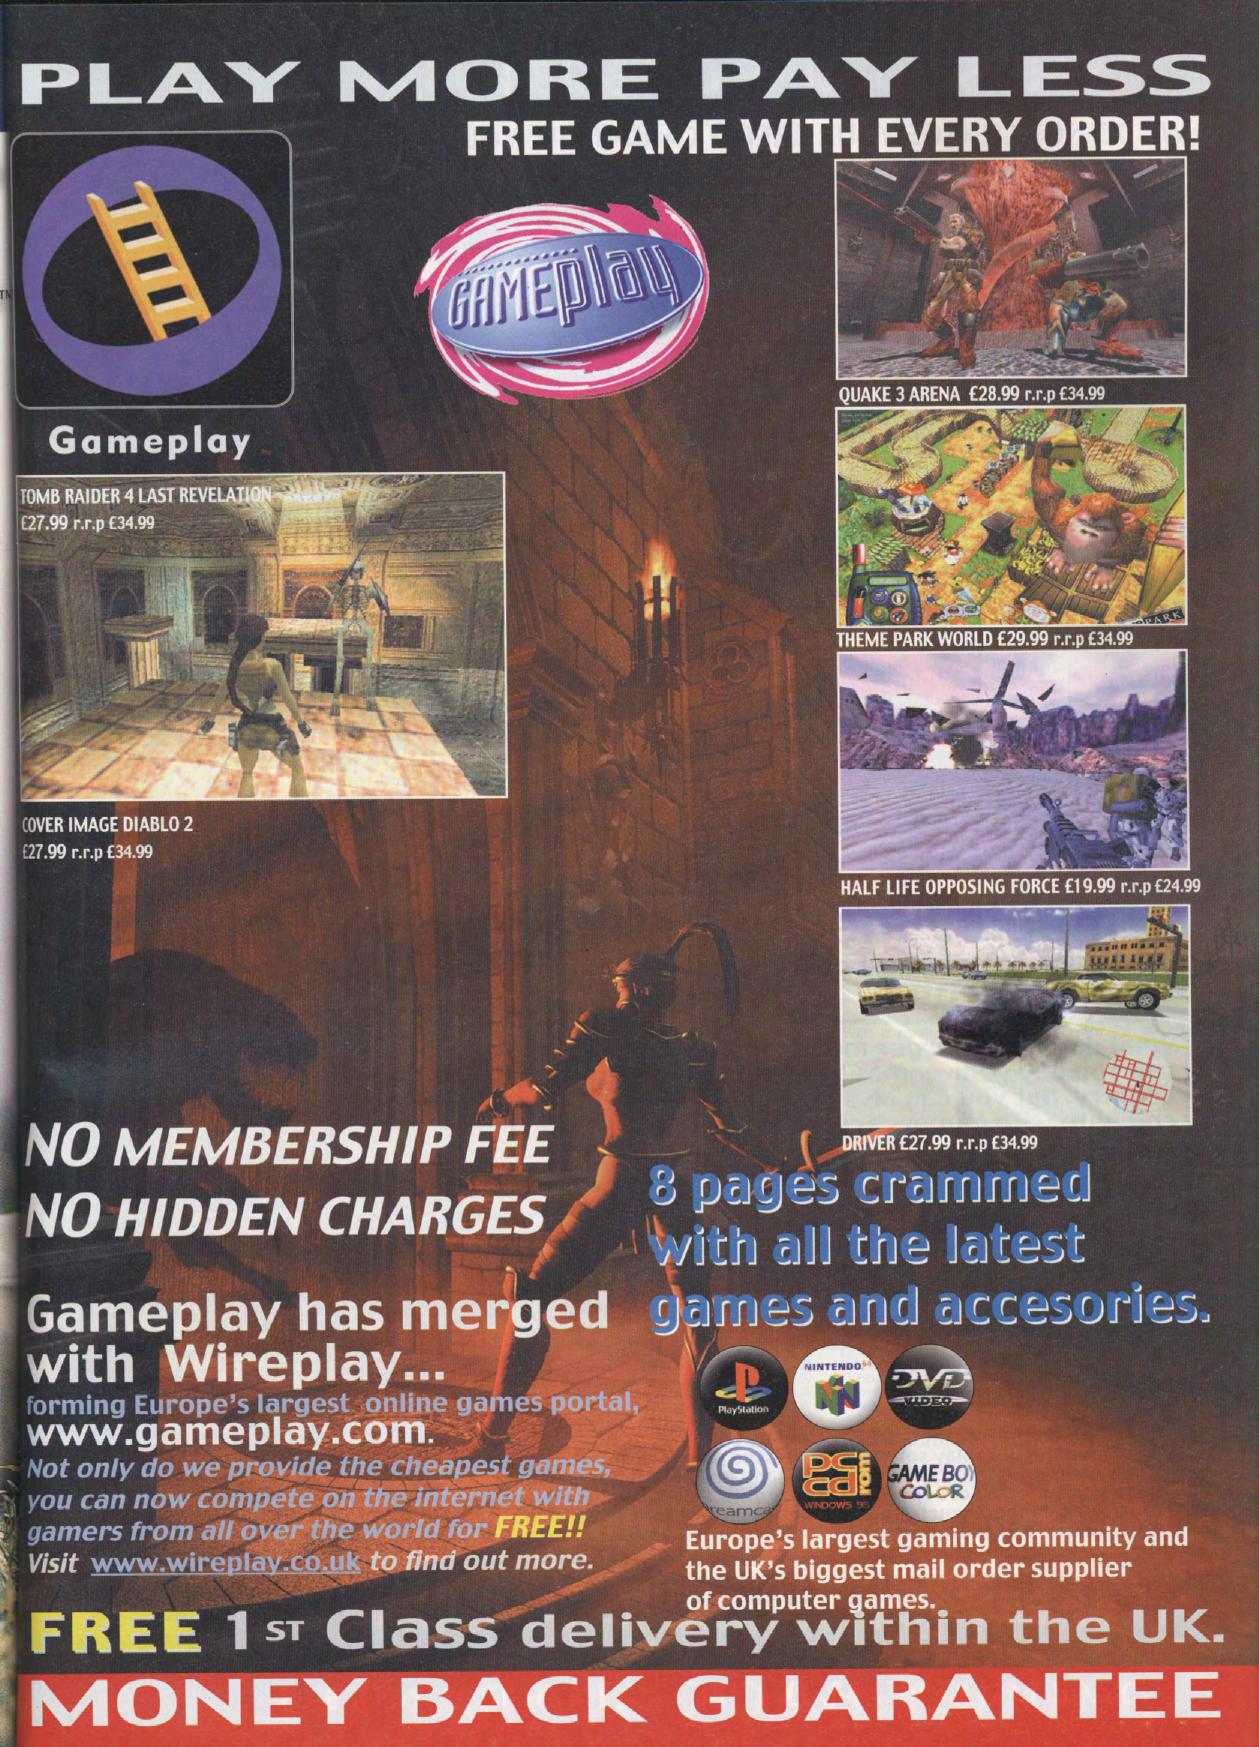 PLAY MORE PAY LESS
FREE GAME WITH EVERY ORDER!
TM
GAMEplay
Gameplay
QUAKE 3 ARENA £28.99 r.r.p £34.99
TOMB RAIDER 4 LAST REVELATION
£27.99 r.r.p £34.99
PARK
THEME PARK WORLD £29.99 r.r.p £34.99
COVER IMAGE DIABLO 2
£27.99 r.r.p £34.99
HALF LIFE OPPOSING FORCE £19.99 r.r.p £24.99
DRIVER £27.99 r.r.p £34.99
NO MEMBERSHIP FEE
NO HIDDEN CHARGES
8 pages crammed
with all the latest
games and accesories.
Gameplay has merged
with Wireplay...
forming Europe's largest online games portal,
www.gameplay.com.
Not only do we provide the cheapest games,
you can now compete on the internet with
gamers from all over the world for FREE!!
Visit www.wireplay.co.uk to find out more.
PlayStation
NINTENDO 64
DVD
VIDEO
Dreamcas
PC
cd rom
WINDOWS 95
GAME BOY
COLOR
Europe's largest gaming community and
the UK's biggest mail order supplier
of computer games.
FREE 1ST Class delivery within the UK.
MONEY BACK GUARANTEE